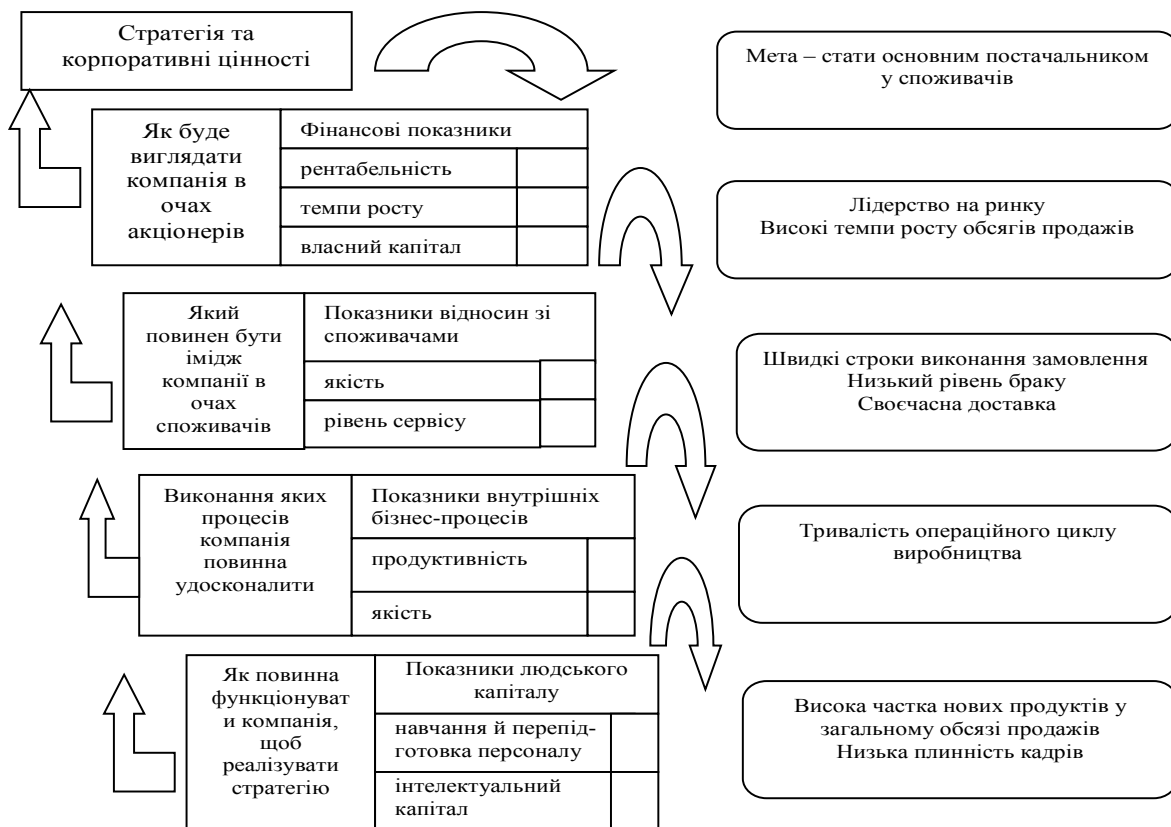 Стратегія та
корпоративні цінності
Мета – стати основним постачальником
у споживачів
Як буде
виглядати
компанія в
очах
акціонерів
Фінансові показники
рентабельність
темпи росту
власний капітал
Лідерство на ринку
Високі темпи росту обсягів продажів
Який
повинен бути
імідж
компанії в
очах
споживачів
Показники відносин зі
споживачами
якість
рівень сервісу
Швидкі строки виконання замовлення
Низький рівень браку
Своєчасна доставка
Виконання яких
процесів
компанія
повинна
удосконалити
Показники внутрішніх
бізнес-процесів
продуктивність
якість
Тривалість операційного циклу
виробництва
Як повинна
функціонуват
и компанія,
щоб
реалізувати
стратегію
Показники людського
капіталу
навчання й перепід-
готовка персоналу
інтелектуальний
капітал
Висока частка нових продуктів у
загальному обсязі продажів
Низька плинність кадрів